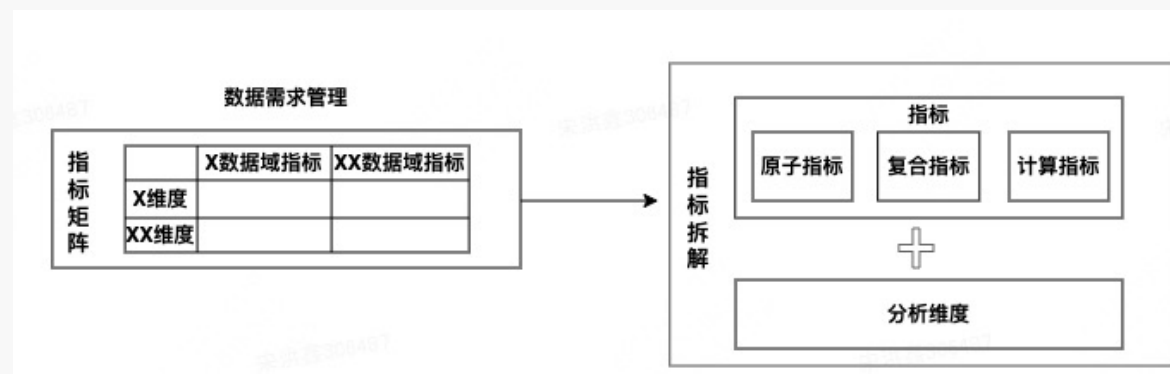 数据需求管理
指标矩阵
X数据域指标 XX数据域指标
X维度
XX维度
指标拆解
指标
原子指标 复合指标 计算指标
分析维度